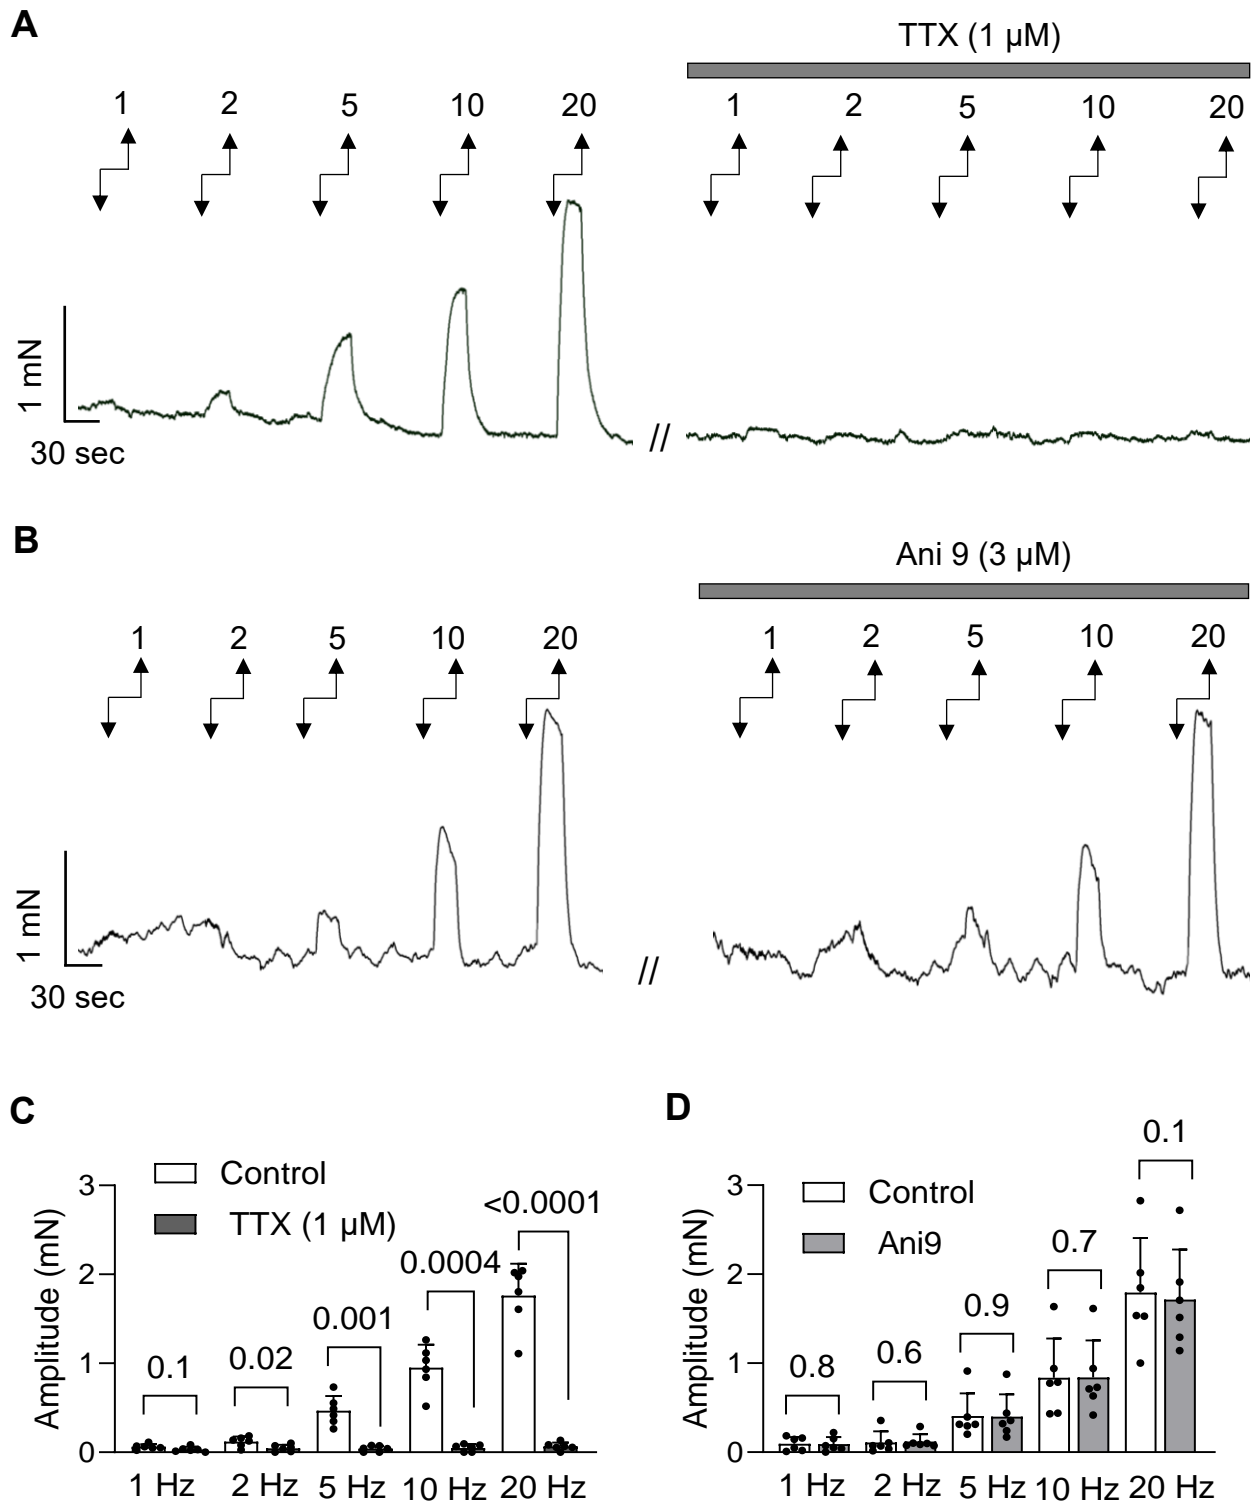 A
TTX (1 µM)
1 2 5 10 20 1 2 5 10 20
1 mN
30 sec
//
B
Ani 9 (3 µM)
1 2 5 10 20 1 2 5 10 20
1 mN
30 sec
//
C
Amplitude (mN)
3
2
1
0
Control
TTX (1 µM)
0.1
0.02
0.001
0.0004
<0.0001
1 Hz 2 Hz 5 Hz 10 Hz 20 Hz
D
Amplitude (mN)
3
2
1
0
Control
Ani9
0.8
0.6
0.9
0.7
0.1
1 Hz 2 Hz 5 Hz 10 Hz 20 Hz